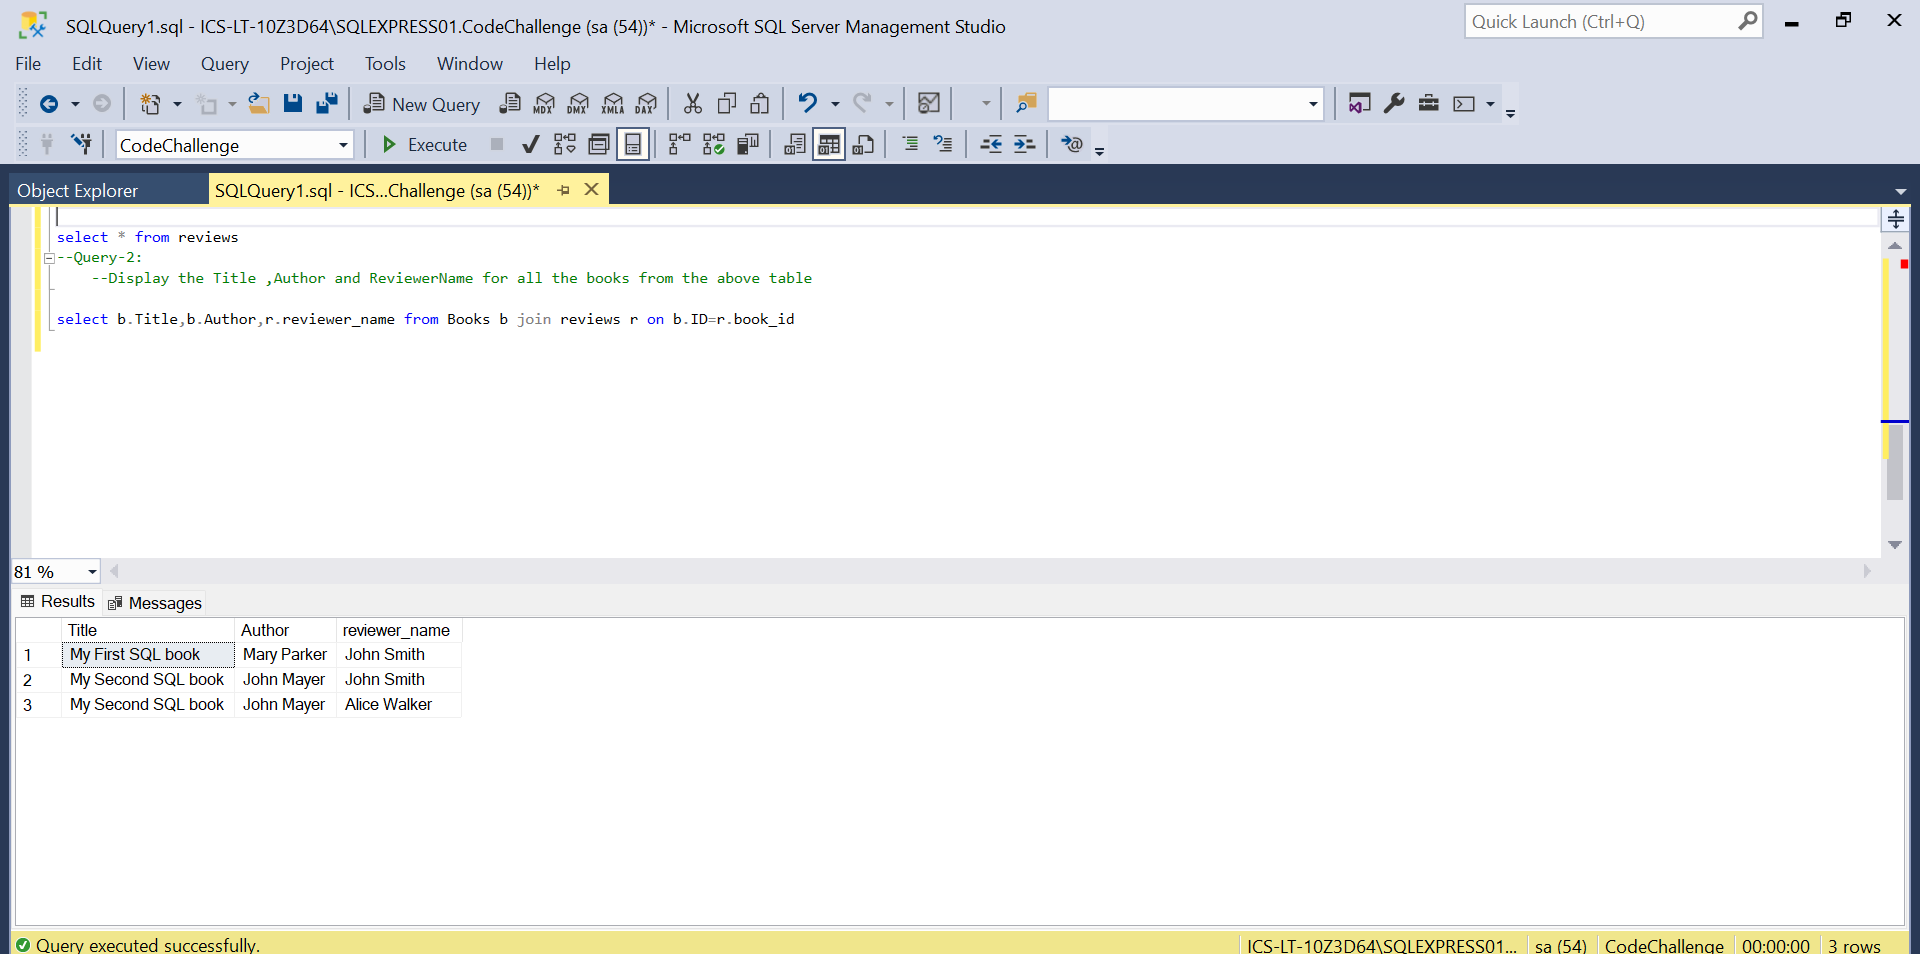 SQLQuery1.sql - ICS-LT-10Z3D64\SQLEXPRESS01.CodeChallenge (sa (54))* - Microsoft SQL Server Management Studio
Quick Launch (Ctrl+Q)
File Edit View Query Project Tools Window Help
New Query MDX DMX XMLA DAX
CodeChallenge Execute
Object Explorer SQLQuery1.sql - ICS...Challenge (sa (54))*
select * from reviews
--Query-2:
--Display the Title ,Author and ReviewerName for all the books from the above table
select b.Title,b.Author,r.reviewer_name from Books b join reviews r on b.ID=r.book_id
81 %
Results Messages
Title Author reviewer_name
1 My First SQL book Mary Parker John Smith
2 My Second SQL book John Mayer John Smith
3 My Second SQL book John Mayer Alice Walker
Query executed successfully. ICS-LT-10Z3D64\SQLEXPRESS01... sa (54) CodeChallenge 00:00:00 3 rows